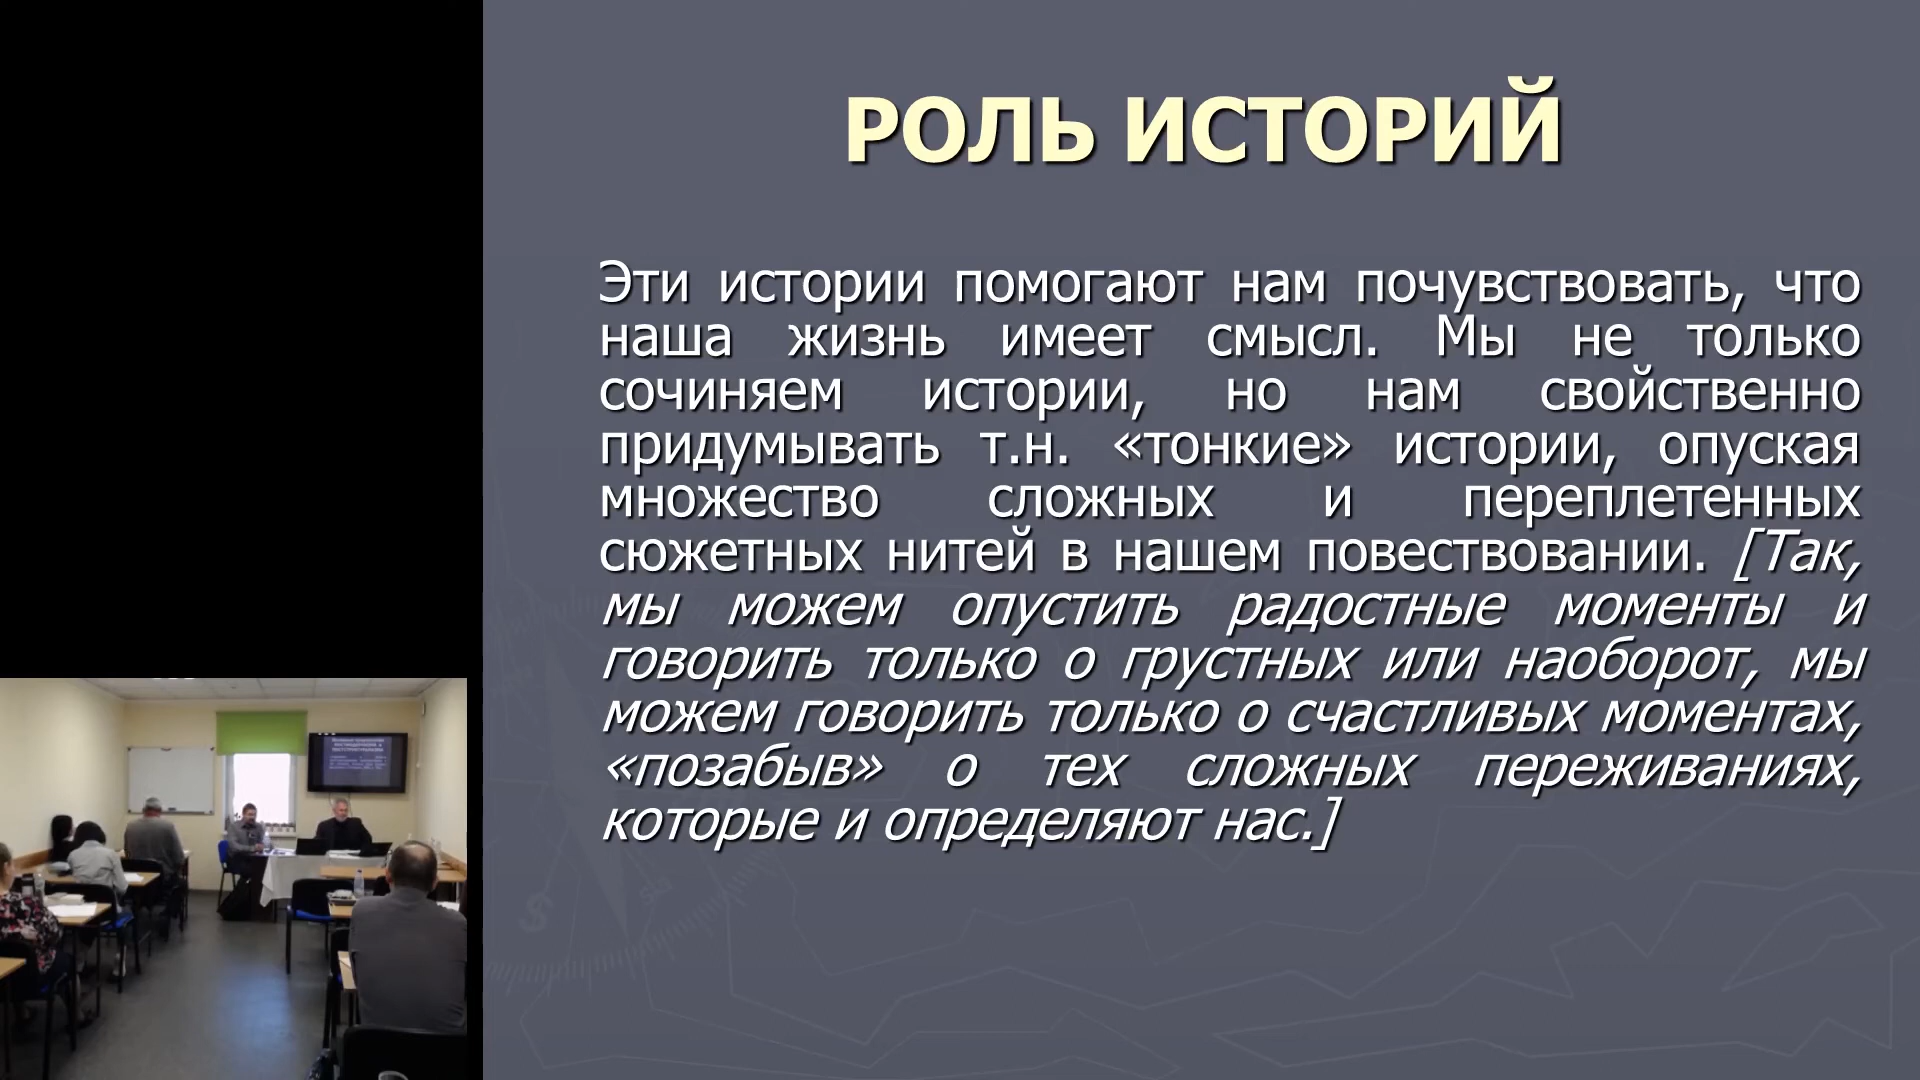 РОЛЬ ИСТОРИЙ
Эти истории помогают нам почувствовать, что
наша жизнь имеет смысл. Мы не только
сочиняем истории, но нам свойственно
придумывать т.н. «тонкие» истории, опуская
множество сложных и переплетенных
сюжетных нитей в нашем повествовании. [Так,
мы можем опустить радостные моменты и
говорить только о грустных или наоборот, мы
можем говорить только о счастливых моментах,
«позабыв» о тех сложных переживаниях,
которые и определяют нас.]